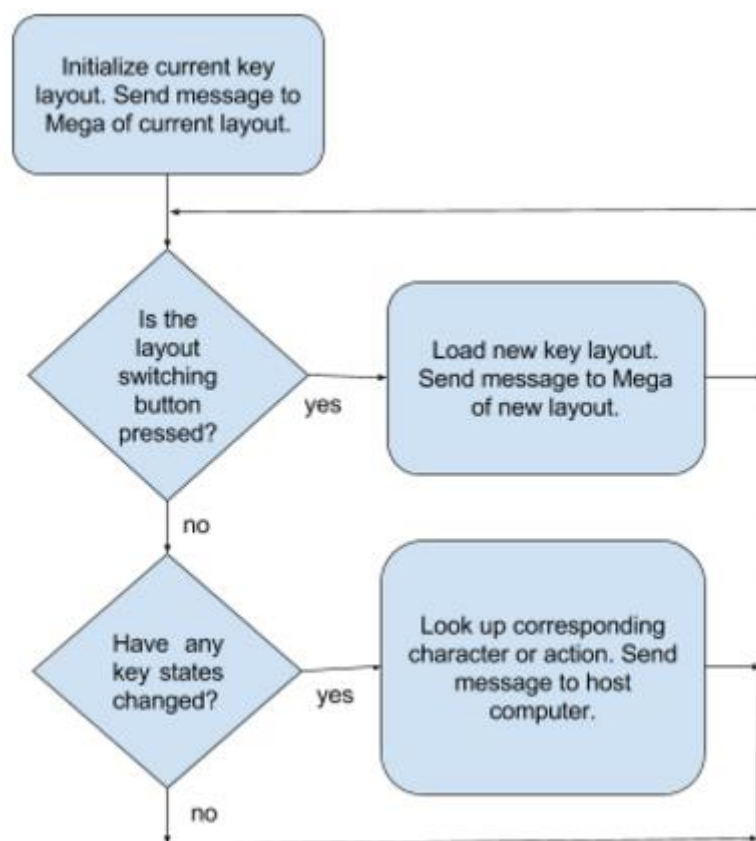 Initialize current key
layout. Send message to
Mega of current layout.
Is the
layout
switching
button
pressed?
yes
Load new key layout.
Send message to Mega
of new layout.
no
Have any
key states
changed?
yes
Look up corresponding
character or action. Send
message to host
computer.
no